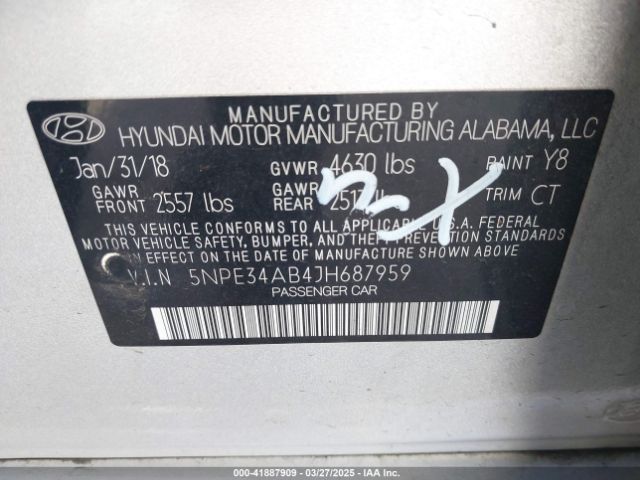 MANUFACTURED BY
HYUNDAI MOTOR MANUFACTURING ALABAMA, LLC
Jan/31/18 GVWR 4630 lbs PAINT Y8
GAWR FRONT 2557 lbs GAWR REAR TRIM CT
THIS VEHICLE CONFORMS TO ALL APPLICABLE U.S.A. FEDERAL
MOTOR VEHICLE SAFETY, BUMPER, AND THEFT PREVENTION STANDARDS
IN EFFECT ON THE DATE OF MANUFACTURE SHOWN ABOVE.
V.I.N 5NPE34AB4JH687959
PASSENGER CAR
000-41887909 - 03/27/2025 - IAA, Inc.